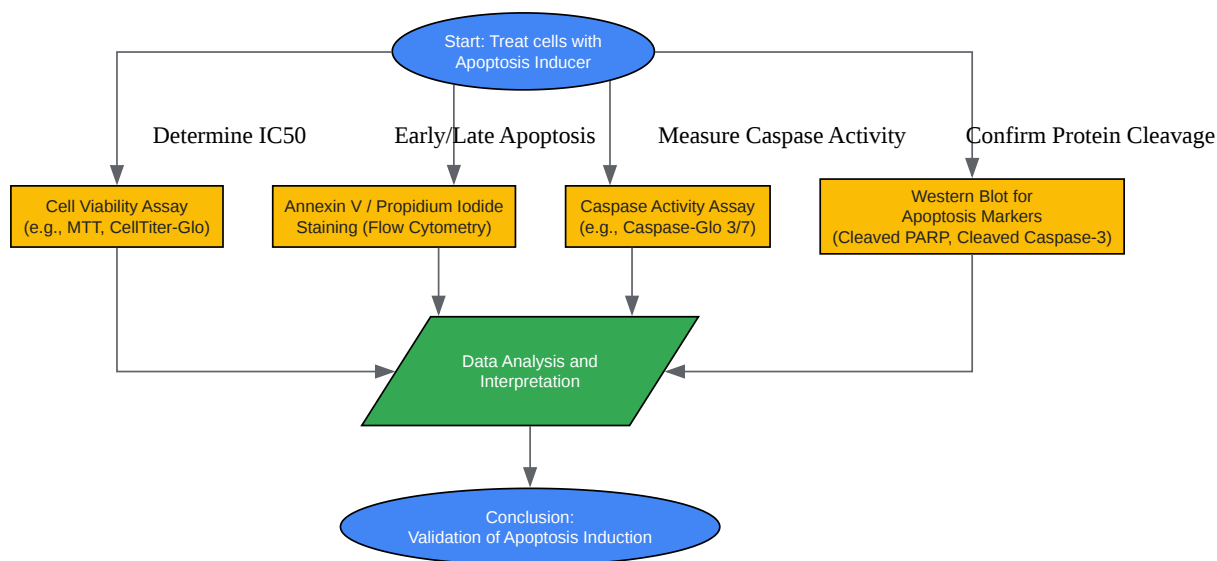 Start: Treat cells with
Apoptosis Inducer
Determine IC50
Early/Late Apoptosis
Measure Caspase Activity
Confirm Protein Cleavage
Cell Viability Assay
(e.g., MTT, CellTiter-Glo)
Annexin V / Propidium Iodide
Staining (Flow Cytometry)
Caspase Activity Assay
(e.g., Caspase-Glo 3/7)
Western Blot for
Apoptosis Markers
(Cleaved PARP, Cleaved Caspase-3)
Data Analysis and
Interpretation
Conclusion:
Validation of Apoptosis Induction